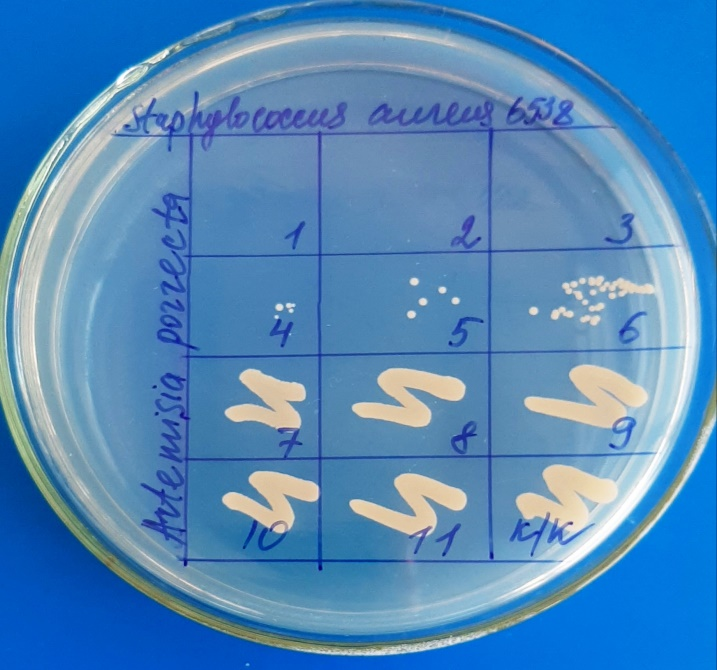 Staphylococcus aureus 6538
Artemisia porrecta
1 2 3
4 5 6
7 8 9
10 11 K/K